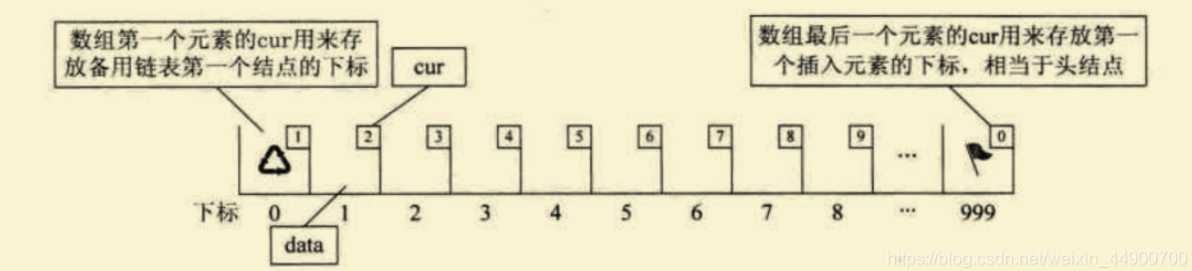 数组第一个元素的cur用来存
放备用链表第一个结点的下标
cur
数组最后一个元素的cur用来存放第一
个插入元素的下标，相当于头结点
1 2 3 4 5 6 7 8 9 … 0
下标 0 1 2 3 4 5 6 7 8 … 999
data
https://blog.csdn.net/weixin_44900700